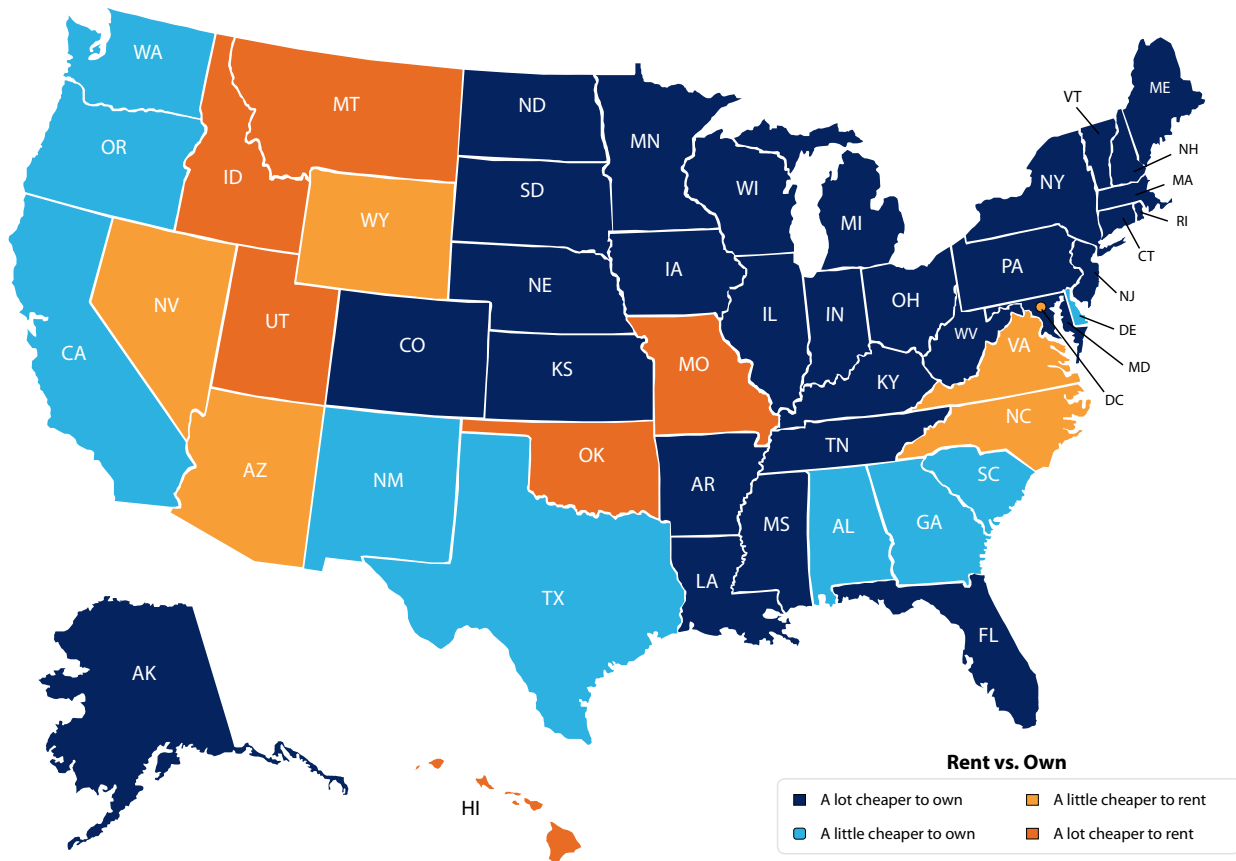 WA
MT
ND
MN
OR
ID
WY
SD
WI
MI
NY
VT
ME
NH
MA
RI
CT
NV
UT
CO
NE
IA
IL
IN
OH
PA
NJ
DE
MD
DC
CA
KS
MO
KY
WV
VA
AZ
NM
OK
AR
TN
NC
SC
TX
LA
MS
AL
GA
FL
AK
HI
Rent vs. Own
A lot cheaper to own
A little cheaper to rent
A little cheaper to own
A lot cheaper to rent